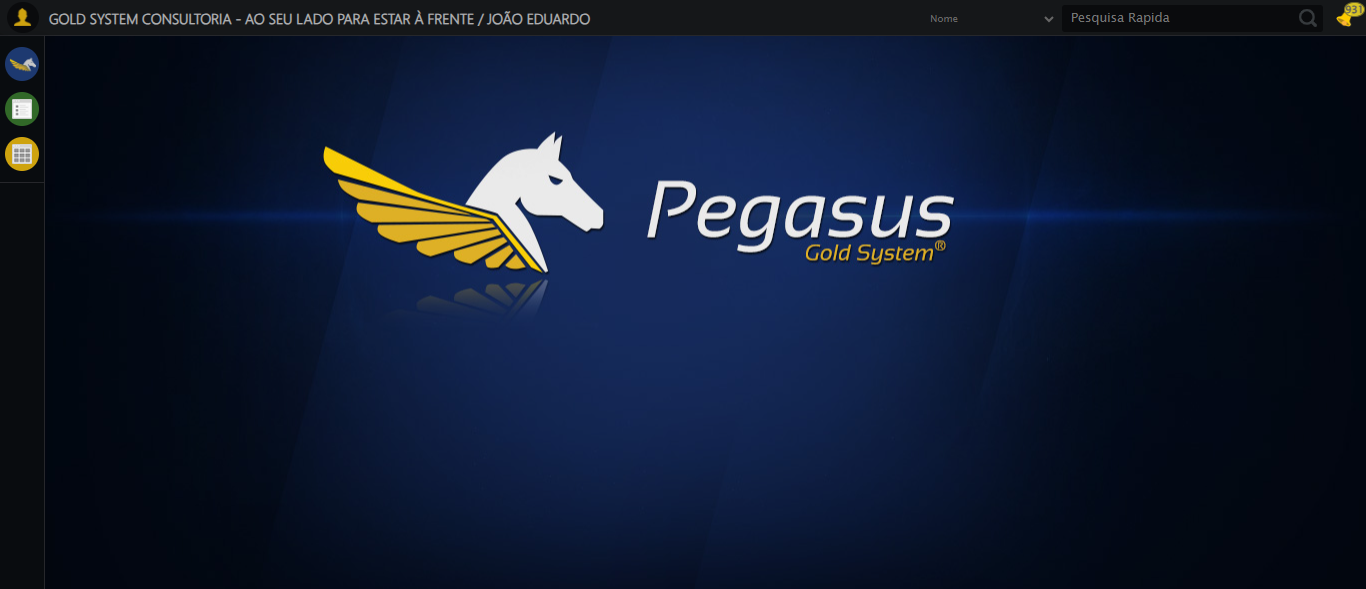 GOLD SYSTEM CONSULTORIA - AO SEU LADO PARA ESTAR À FRENTE / JOÃO EDUARDO
Nome
Pesquisa Rapida
931
Pegasus
Gold System®